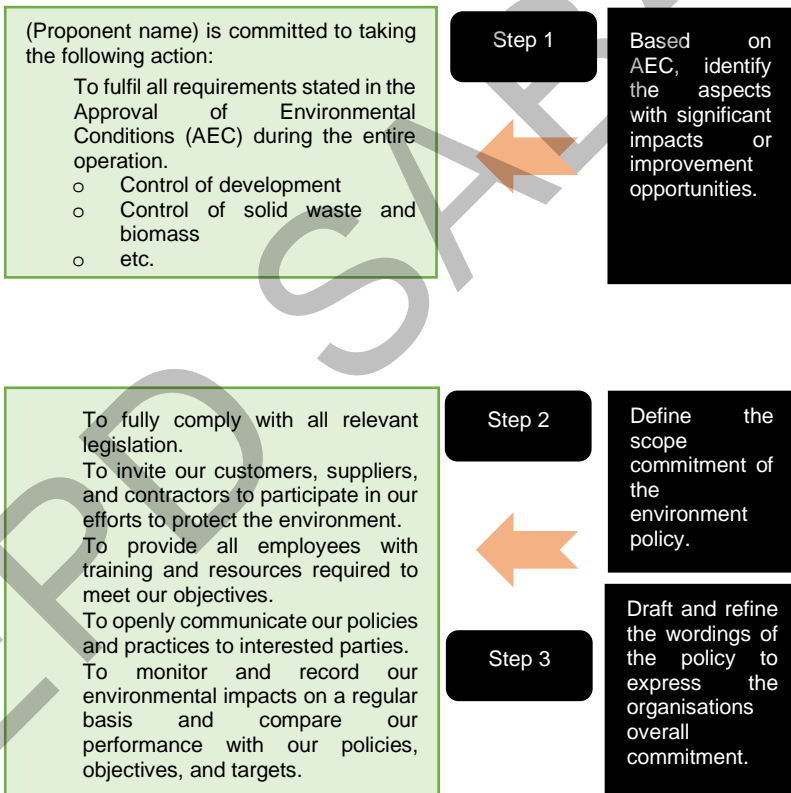 (Proponent name) is committed to taking
the following action:
To fulfil all requirements stated in the
Approval of Environmental
Conditions (AEC) during the entire
operation.
o Control of development
o Control of solid waste and
biomass
o etc.
Step 1
Based on
AEC, identify
the aspects
with significant
impacts or
improvement
opportunities.
To fully comply with all relevant
legislation.
To invite our customers, suppliers,
and contractors to participate in our
efforts to protect the environment.
To provide all employees with
training and resources required to
meet our objectives.
To openly communicate our policies
and practices to interested parties.
To monitor and record our
environmental impacts on a regular
basis and compare our
performance with our policies,
objectives, and targets.
Step 2
Define the
scope
commitment of
the
environment
policy.
Step 3
Draft and refine
the wordings of
the policy to
express the
organisations
overall
commitment.